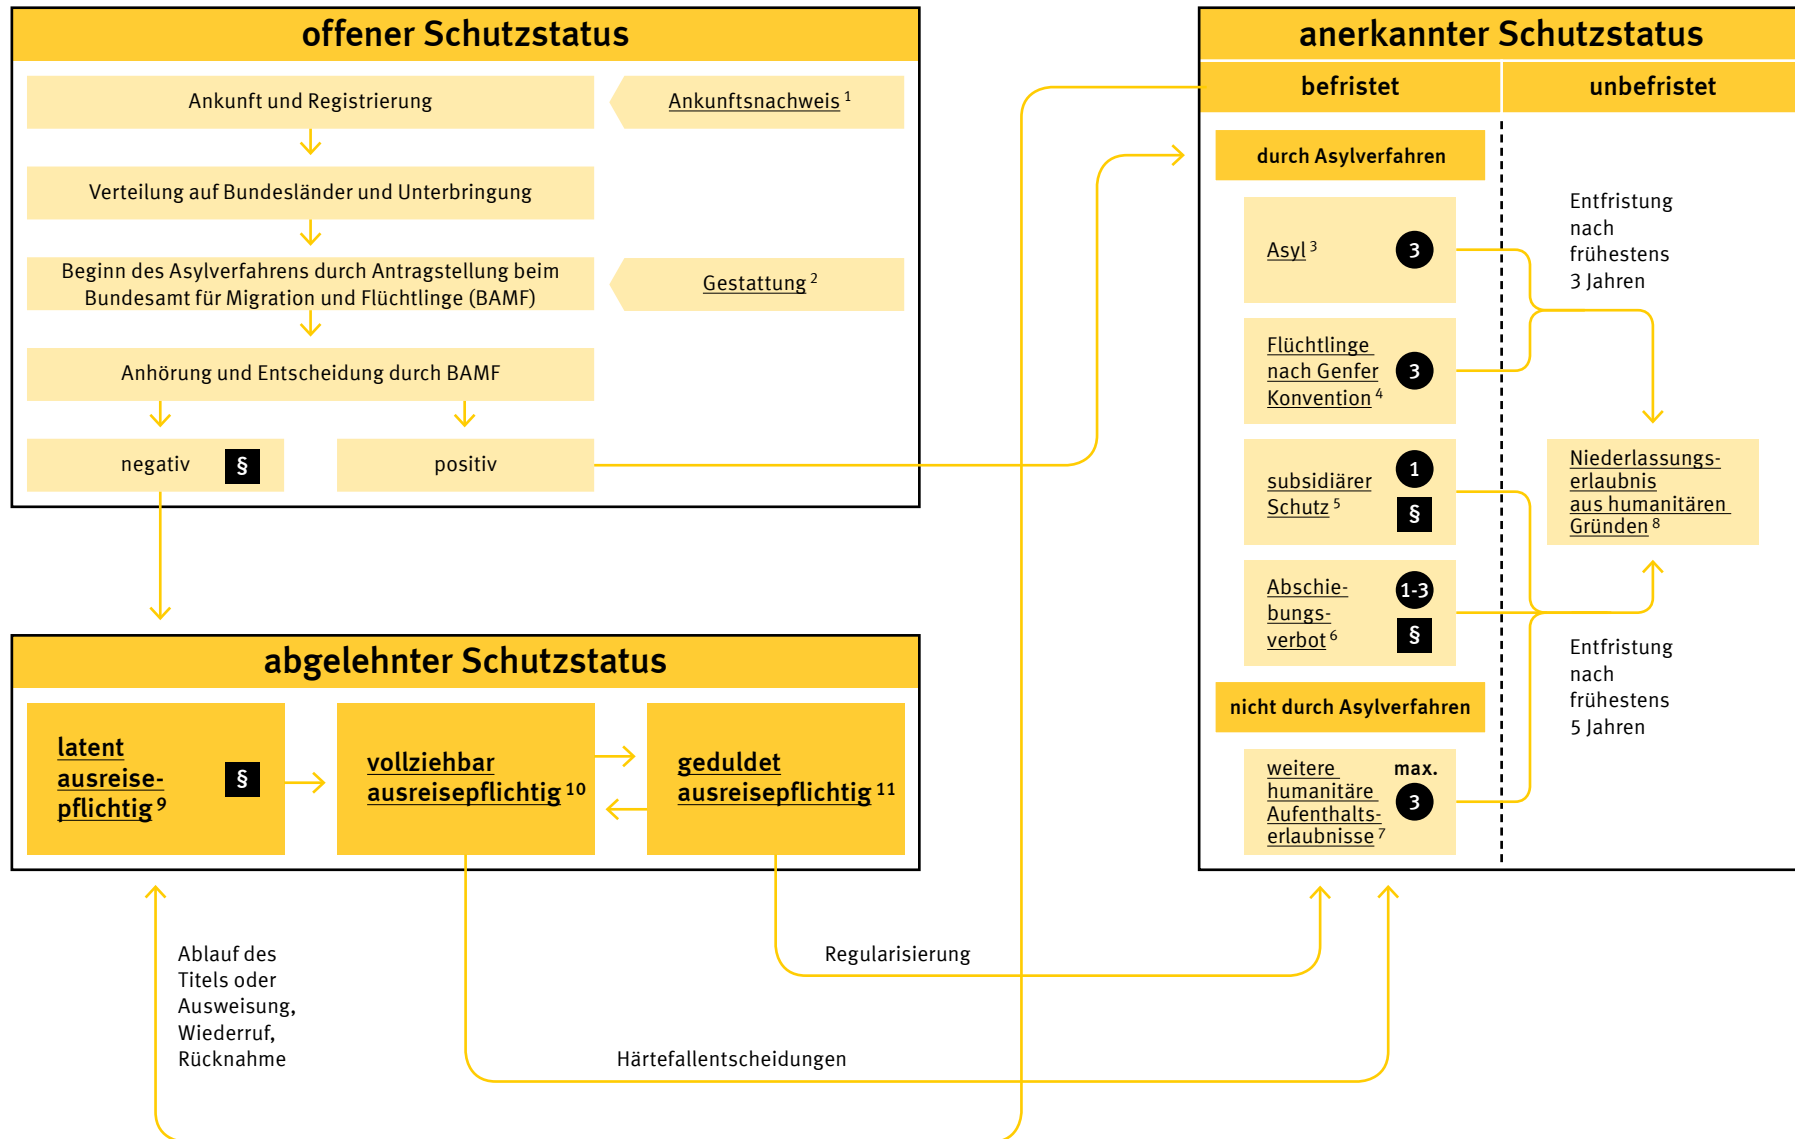 offener Schutzstatus
Ankunft und Registrierung
Ankunftsnachweis 1
Verteilung auf Bundesländer und Unterbringung
Beginn des Asylverfahrens durch Antragstellung beim
Bundesamt für Migration und Flüchtlinge (BAMF)
Gestattung 2
Anhörung und Entscheidung durch BAMF
negativ §
positiv
abgelehnter Schutzstatus
latent
ausreise-
pflichtig 9
§
vollziehbar
ausreisepflichtig 10
geduldet
ausreisepflichtig 11
Ablauf des
Titels oder
Ausweisung,
Wiederruf,
Rücknahme
Regularisierung
Härtefallentscheidungen
anerkannter Schutzstatus
befristet
unbefristet
durch Asylverfahren
Asyl 3
3
Flüchtlinge
nach Genfer
Konvention 4
3
subsidiärer
Schutz 5
1
§
Abschie-
bungs-
verbot 6
1-3
§
nicht durch Asylverfahren
weitere
humanitäre
Aufenthalts-
erlaubnisse 7
max.
3
Entfristung
nach
frühestens
3 Jahren
Niederlassungs-
erlaubnis
aus humanitären
Gründen 8
Entfristung
nach
frühestens
5 Jahren